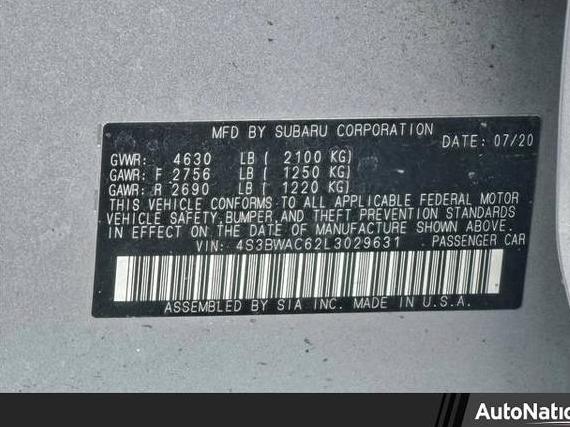 MFD BY SUBARU CORPORATION
DATE: 07/20
GVWR: 4630 LB ( 2100 KG)
GAWR: F 2756 LB ( 1250 KG)
GAWR: R 2690 LB ( 1220 KG)
THIS VEHICLE CONFORMS TO ALL APPLICABLE FEDERAL MOTOR
VEHICLE SAFETY, BUMPER, AND THEFT PREVENTION STANDARDS
IN EFFECT ON THE DATE OF MANUFACTURE SHOWN ABOVE.
VIN: 4S3BWAC62L3029631 PASSENGER CAR
ASSEMBLED BY SIA INC. MADE IN U.S.A.
AutoNatio